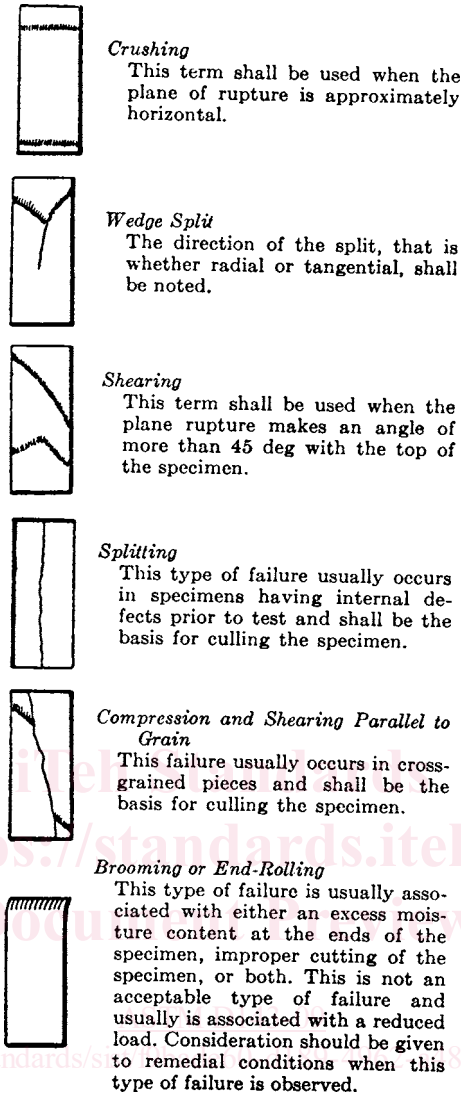 Crushing
This term shall be used when the
plane of rupture is approximately
horizontal.
Wedge Split
The direction of the split, that is
whether radial or tangential, shall
be noted.
Shearing
This term shall be used when the
plane rupture makes an angle of
more than 45 deg with the top of
the specimen.
Splitting
This type of failure usually occurs
in specimens having internal de-
fects prior to test and shall be the
basis for culling the specimen.
Compression and Shearing Parallel to
Grain
This failure usually occurs in cross-
grained pieces and shall be the
basis for culling the specimen.
iTeh Standards
ps://standards.iteh
Document Preview
Brooming or End-Rolling
This type of failure is usually asso-
ciated with either an excess mois-
ture content at the ends of the
specimen, improper cutting of the
specimen, or both. This is not an
acceptable type of failure and
usually is associated with a reduced
load. Consideration should be given
to remedial conditions when this
type of failure is observed.